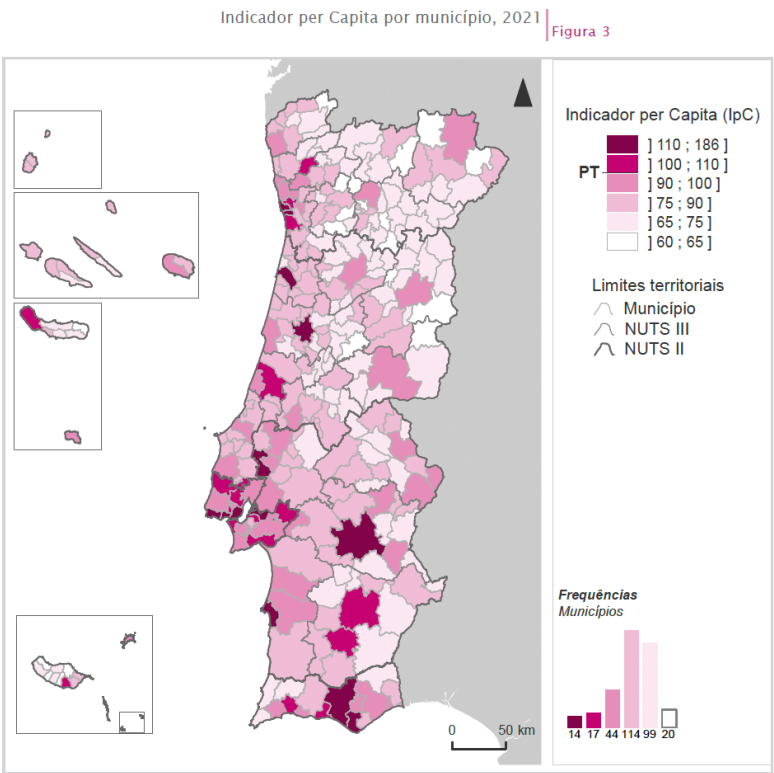 Indicador per Capita por município, 2021
Figura 3
Indicador per Capita (IpC)
] 110 ; 186 ]
PT
] 100 ; 110 ]
] 90 ; 100 ]
] 75 ; 90 ]
] 65 ; 75 ]
] 60 ; 65 ]
Limites territoriais
Município
NUTS III
NUTS II
Frequências
Municípios
14 17 44 114 99 20
0 50 km